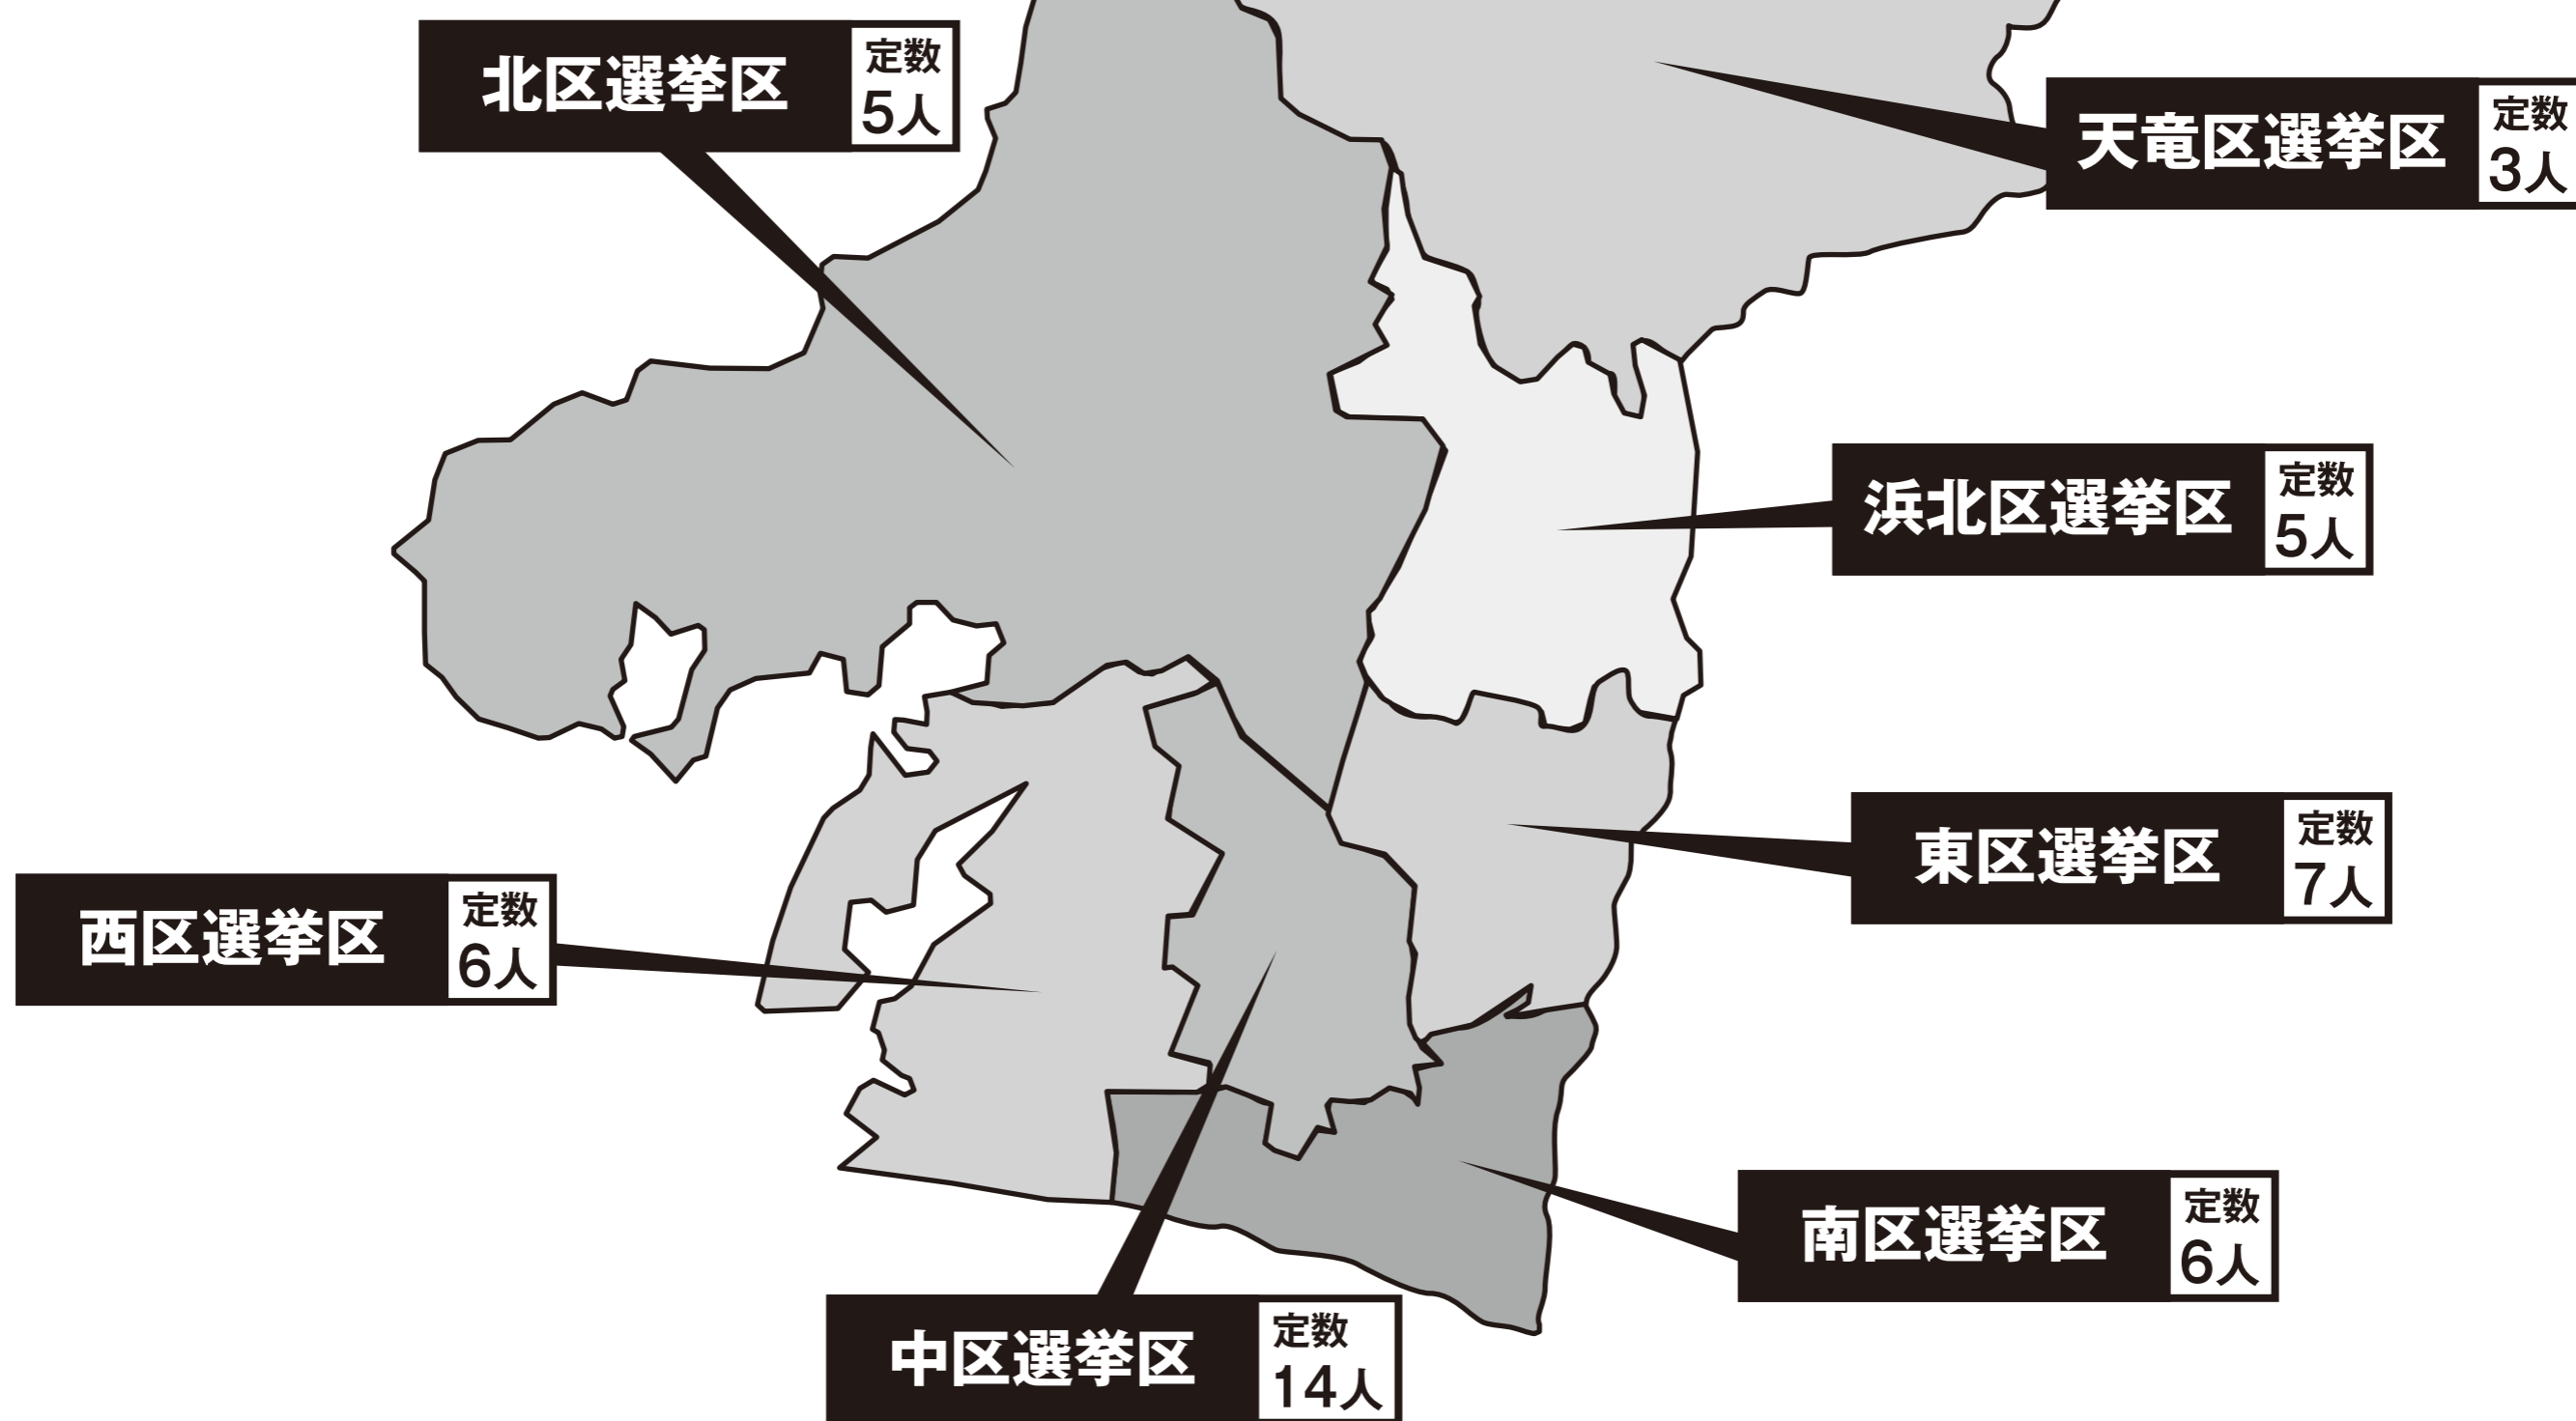 北区選挙区
定数
5人
天竜区選挙区
定数
3人
浜北区選挙区
定数
5人
東区選挙区
定数
7人
西区選挙区
定数
6人
南区選挙区
定数
6人
中区選挙区
定数
14人